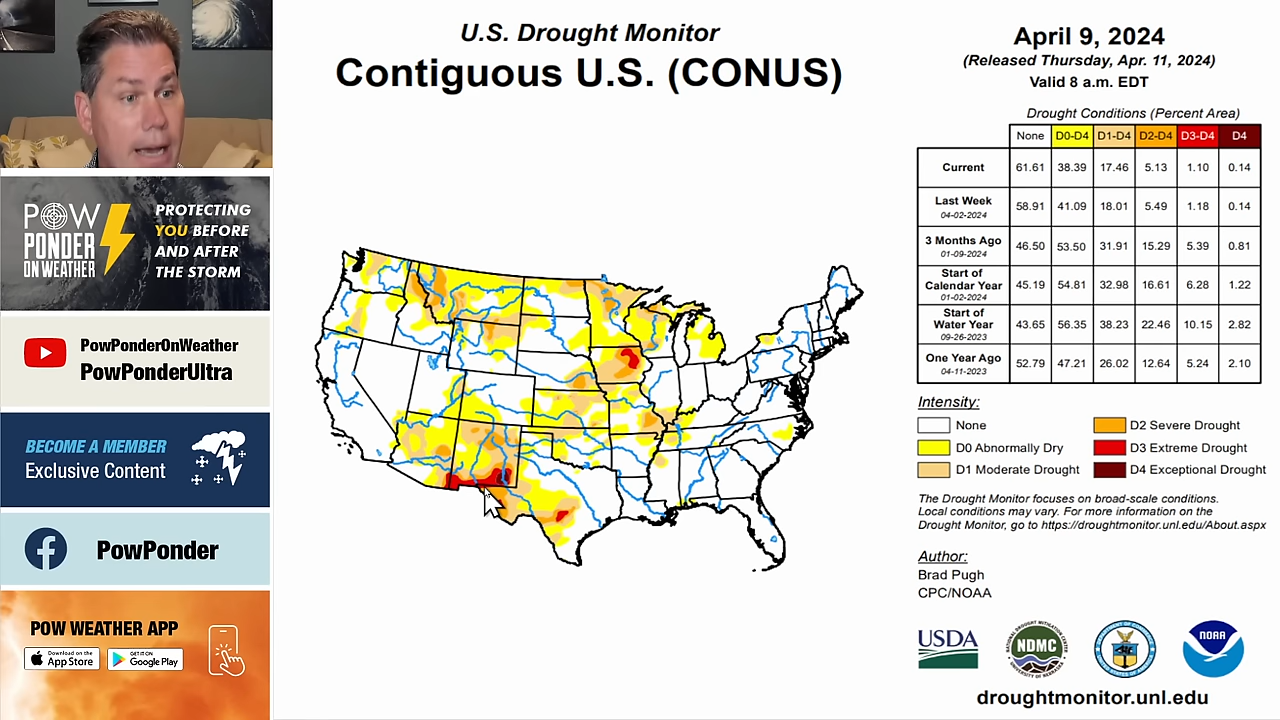 U.S. Drought Monitor
Contiguous U.S. (CONUS)
April 9, 2024
(Released Thursday, Apr. 11, 2024)
Valid 8 a.m. EDT
Drought Conditions (Percent Area)
None D0-D4 D1-D4 D2-D4 D3-D4 D4
Current 61.61 38.39 17.46 5.13 1.10 0.14
Last Week 58.91 41.09 18.01 5.49 1.18 0.14
04-02-2024
3 Months Ago 46.50 53.50 31.91 15.29 5.39 0.81
01-09-2024
Start of
Calendar Year 45.19 54.81 32.98 16.61 6.28 1.22
01-02-2024
Start of
Water Year 43.65 56.35 38.23 22.46 10.15 2.82
09-26-2023
One Year Ago 52.79 47.21 26.02 12.64 5.24 2.10
04-11-2023
Intensity:
None
D0 Abnormally Dry
D1 Moderate Drought
D2 Severe Drought
D3 Extreme Drought
D4 Exceptional Drought
The Drought Monitor focuses on broad-scale conditions.
Local conditions may vary. For more information on the
Drought Monitor, go to https://droughtmonitor.unl.edu/About.aspx
Author:
Brad Pugh
CPC/NOAA
USDA
NDMC
NOAA
droughtmonitor.unl.edu
POW
PONDER
ON WEATHER
PROTECTING
YOU BEFORE
AND AFTER
THE STORM
PowPonderOnWeather
PowPonderUltra
BECOME A MEMBER
Exclusive Content
PowPonder
POW WEATHER APP
Download on the
App Store
GET IT ON
Google Play